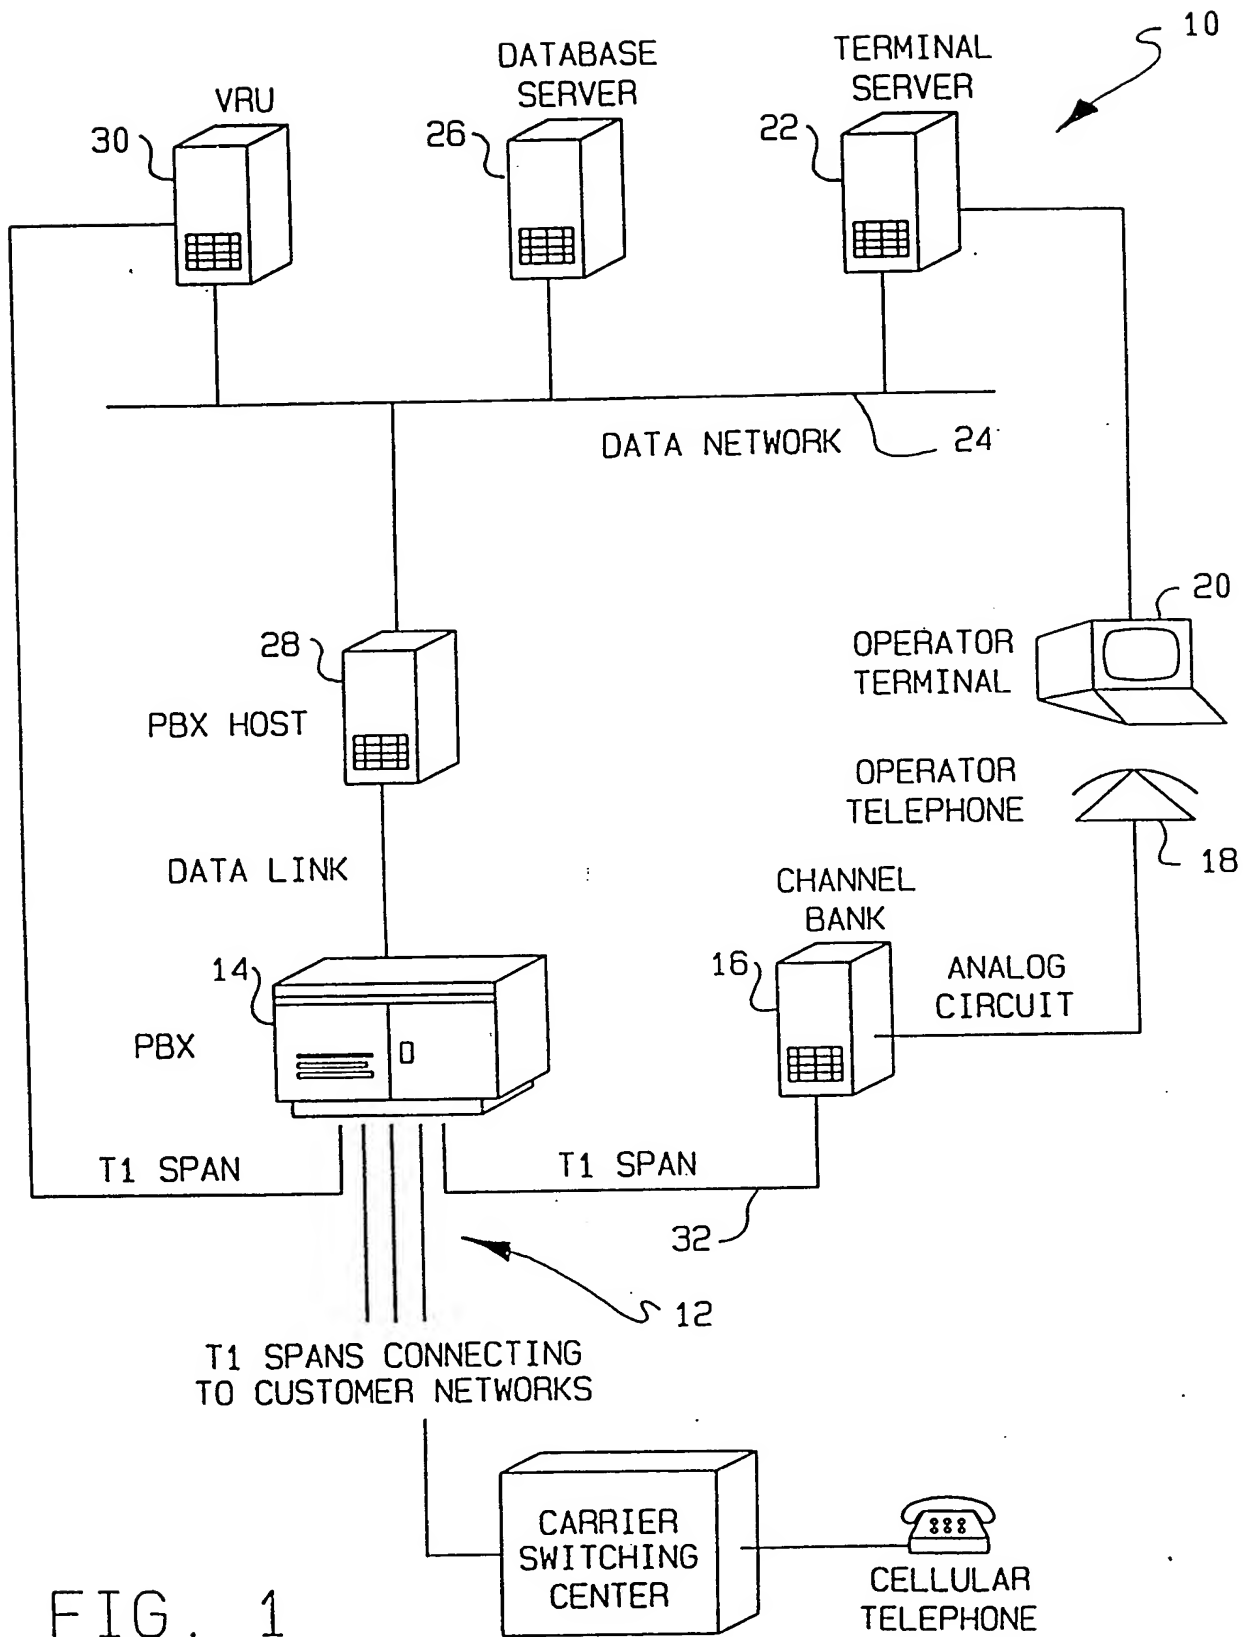 10
DATABASE
SERVER
TERMINAL
SERVER
VRU
30
26
22
DATA NETWORK
24
20
28
OPERATOR
TERMINAL
PBX HOST
OPERATOR
TELEPHONE
18
DATA LINK
CHANNEL
BANK
14
16
ANALOG
CIRCUIT
PBX
T1 SPAN
T1 SPAN
32
12
T1 SPANS CONNECTING
TO CUSTOMER NETWORKS
CARRIER
SWITCHING
CENTER
CELLULAR
TELEPHONE
FIG. 1